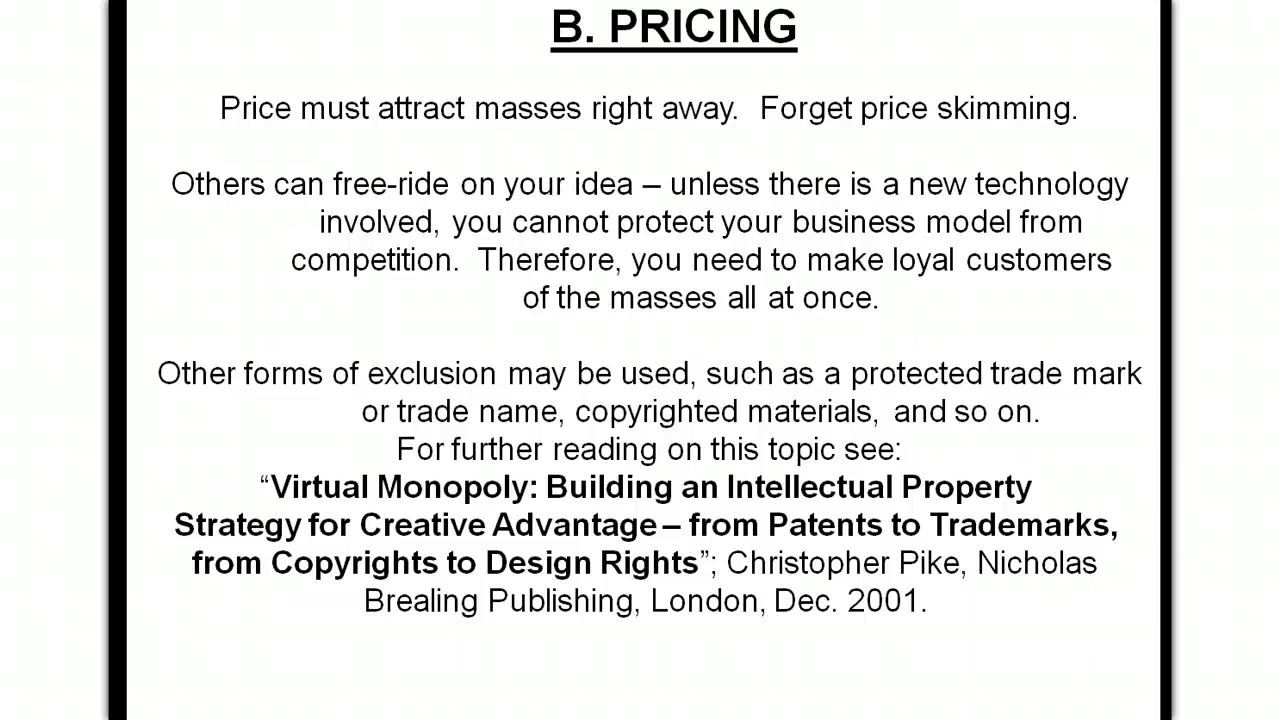 B. PRICING
Price must attract masses right away. Forget price skimming.
Others can free-ride on your idea – unless there is a new technology
involved, you cannot protect your business model from
competition. Therefore, you need to make loyal customers
of the masses all at once.
Other forms of exclusion may be used, such as a protected trade mark
or trade name, copyrighted materials, and so on.
For further reading on this topic see:
“Virtual Monopoly: Building an Intellectual Property
Strategy for Creative Advantage – from Patents to Trademarks,
from Copyrights to Design Rights”; Christopher Pike, Nicholas
Brealing Publishing, London, Dec. 2001.